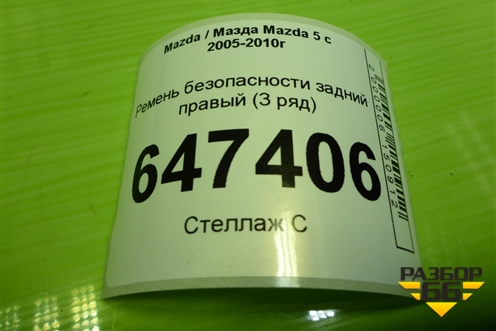 Mazda / Мазда Mazda 5 с
2005-2010г
Ремень безопасности задний
правый (3 ряд)
647406
Стеллаж С
РАЗБОР
66